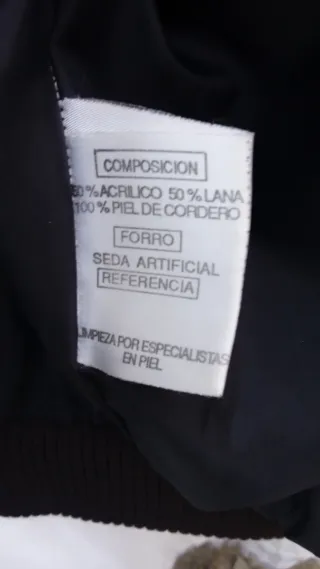 COMPOSICION
50 % ACRILICO 50 % LANA
100 % PIEL DE CORDERO
FORRO
SEDA ARTIFICIAL
REFERENCIA
LIMPIEZA POR ESPECIALISTAS
EN PIEL